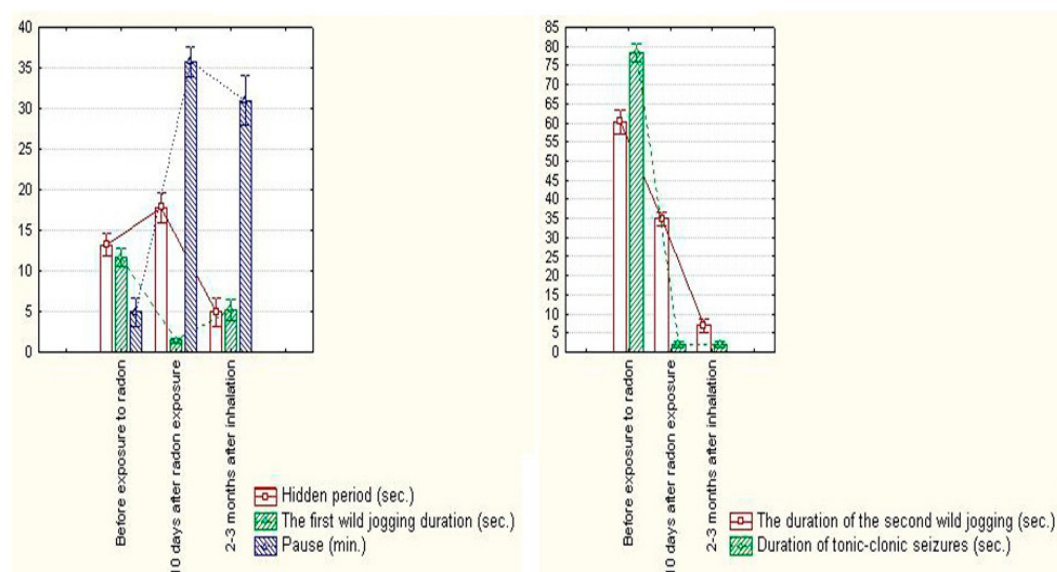 40
35
30
25
20
15
10
5
0
Before exposure to radon
10 days after radon exposure
2-3 months after inhalation
Hidden period (sec.)
The first wild jogging duration (sec.)
Pause (min.)
85
80
75
70
65
60
55
50
45
40
35
30
25
20
15
10
5
0
Before exposure to radon
10 days after radon exposure
2-3 months after inhalation
The duration of the second wild jogging (sec.)
Duration of tonic-clonic seizures (sec.)